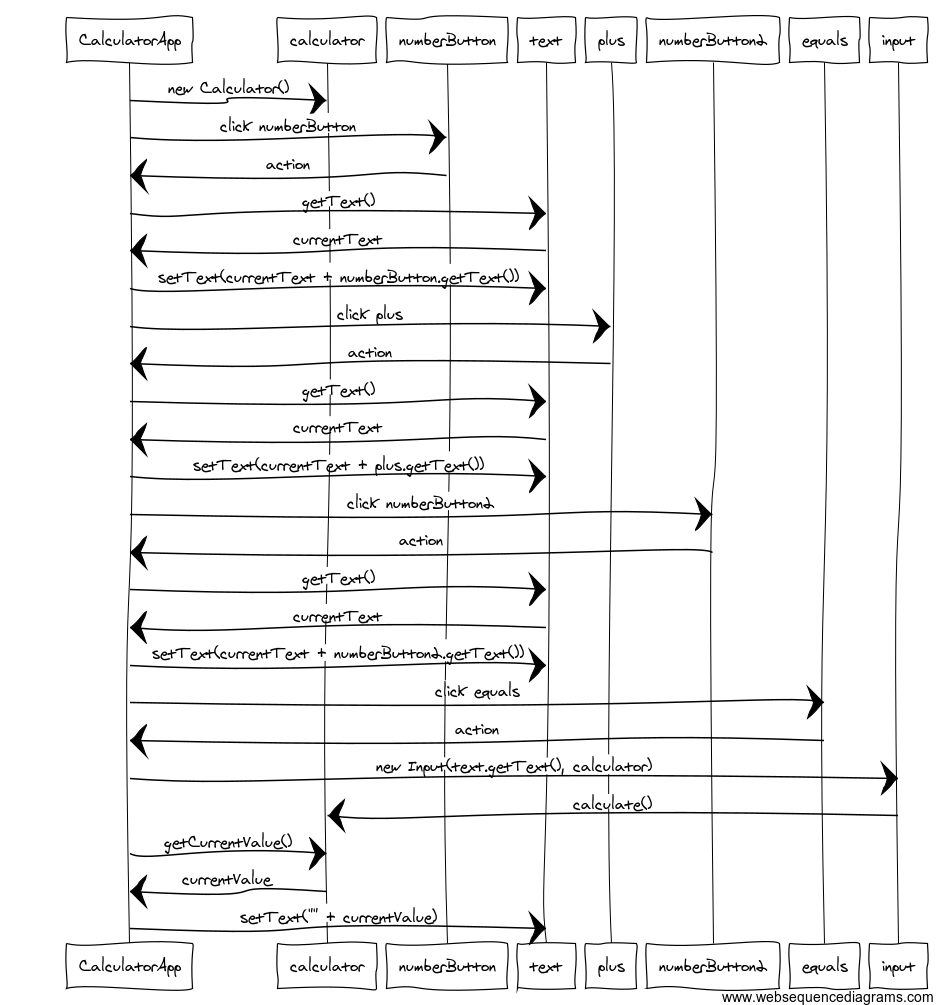 CalculatorApp calculator numberButton text plus numberButton2 equals input
new Calculator()
click numberButton
action
getText()
currentText
setText(currentText + numberButton.getText())
click plus
action
getText()
currentText
setText(currentText + plus.getText())
click numberButton2
action
getText()
currentText
setText(currentText + numberButton2.getText())
click equals
action
new Input(text.getText(), calculator)
calculate()
getCurrentValue()
currentValue
setText("" + currentValue)
CalculatorApp calculator numberButton text plus numberButton2 equals input
www.websequencediagrams.com